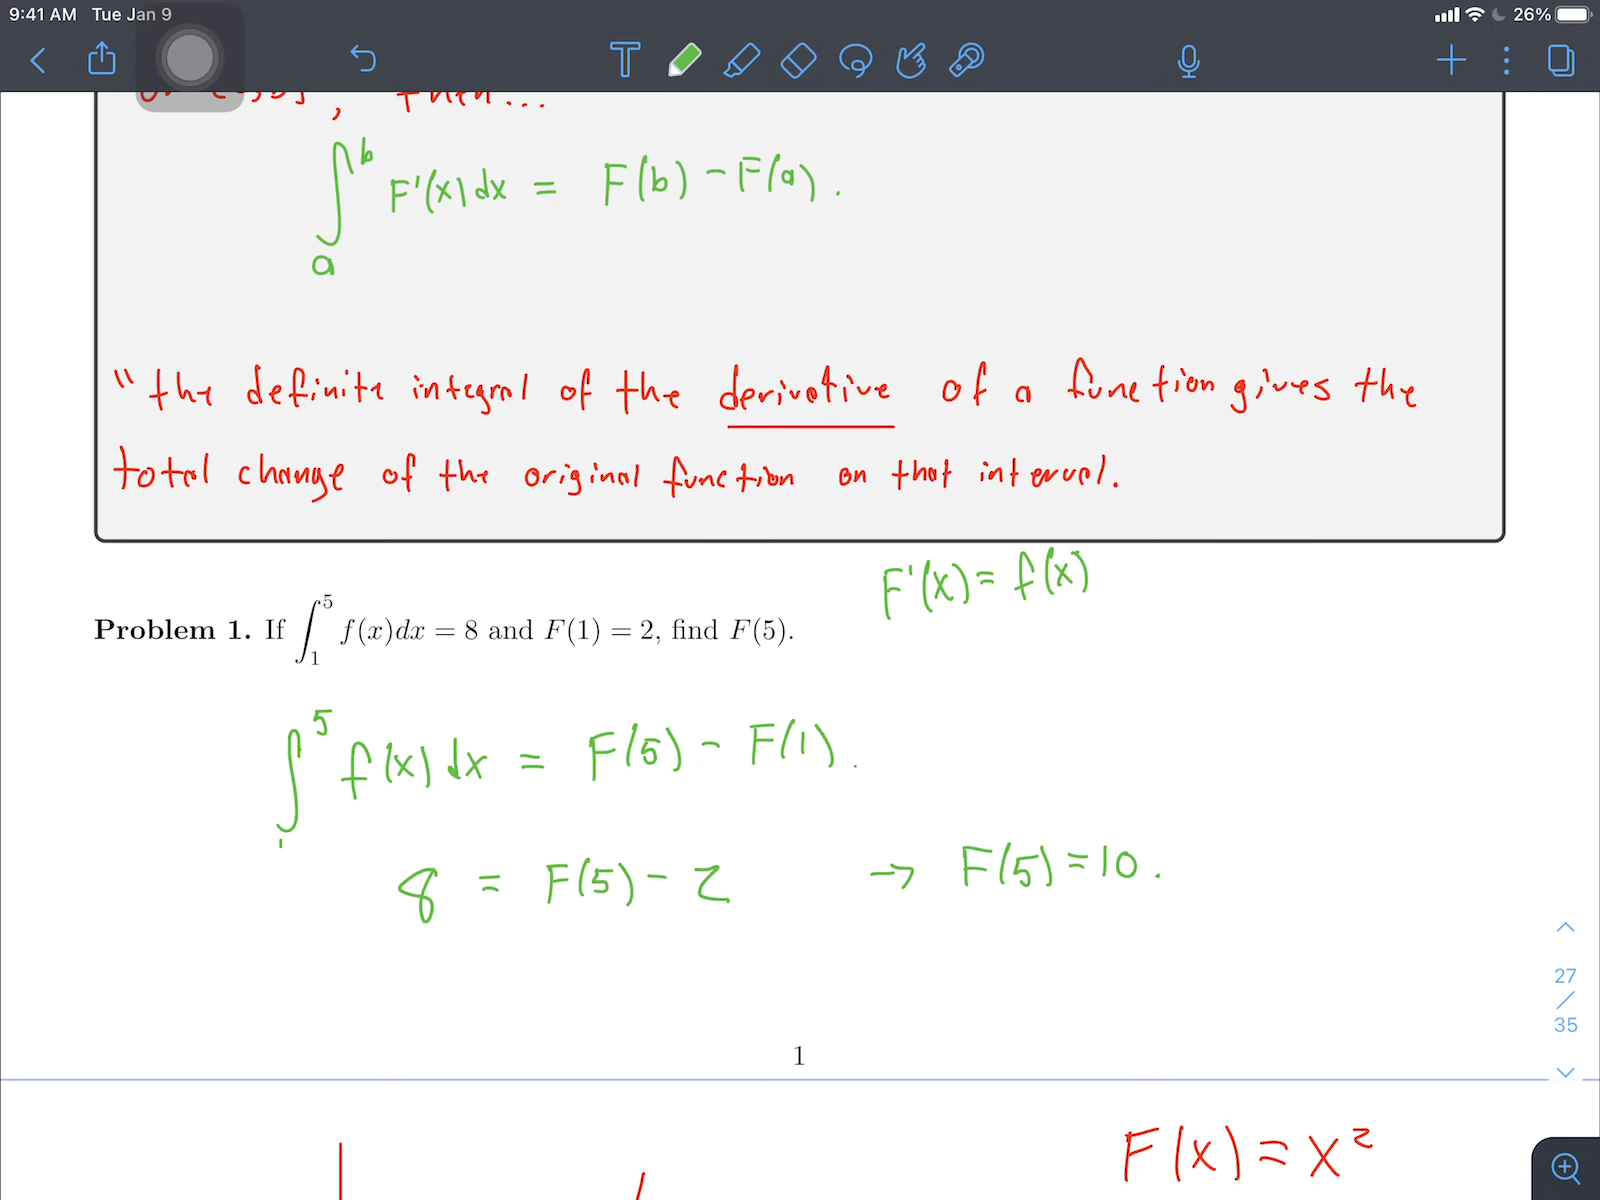 9:41 AM Tue Jan 9 26%
, then...
∫ₐᵇ F'(x) dx = F(b) - F(a).
"the definite integral of the derivative of a function gives the
total change of the original function on that interval.
F'(x) = f(x)
Problem 1. If ∫₁⁵ f(x)dx = 8 and F(1) = 2, find F(5).
∫₁⁵ f(x) dx = F(5) - F(1).
8 = F(5) - 2 → F(5) = 10.
27
/
35
1
F(x) = x²